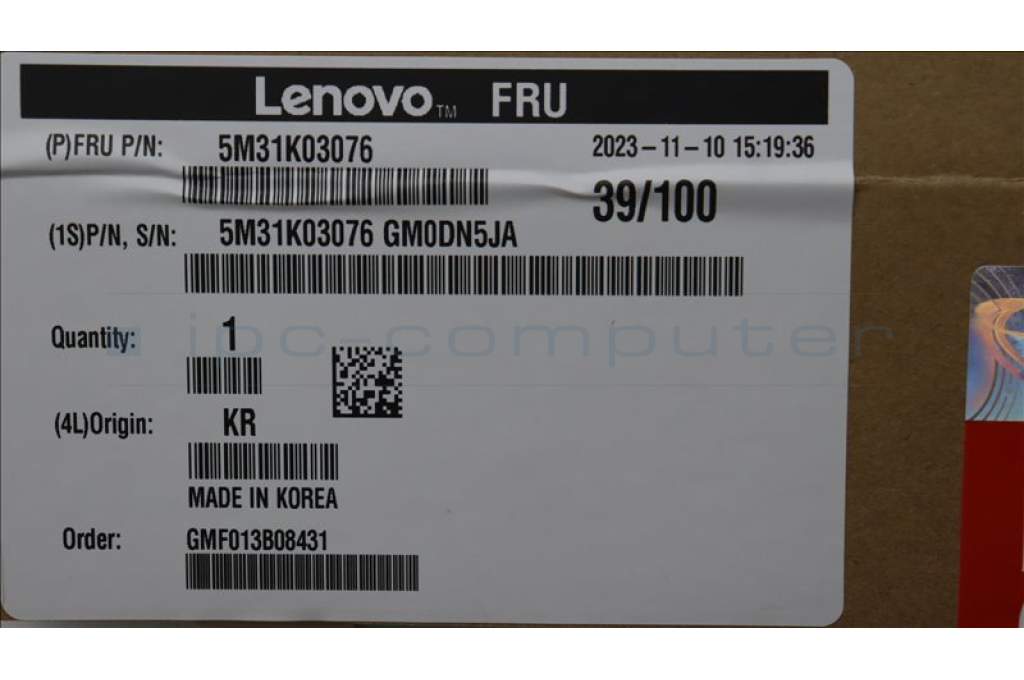 Lenovo™ FRU
(P)FRU P/N: 5M31K03076 2023-11-10 15:19:36
39/100
(1S)P/N, S/N: 5M31K03076 GM0DN5JA
ipc-computer
Quantity: 1
(4L)Origin: KR
MADE IN KOREA
Order: GMF013B08431